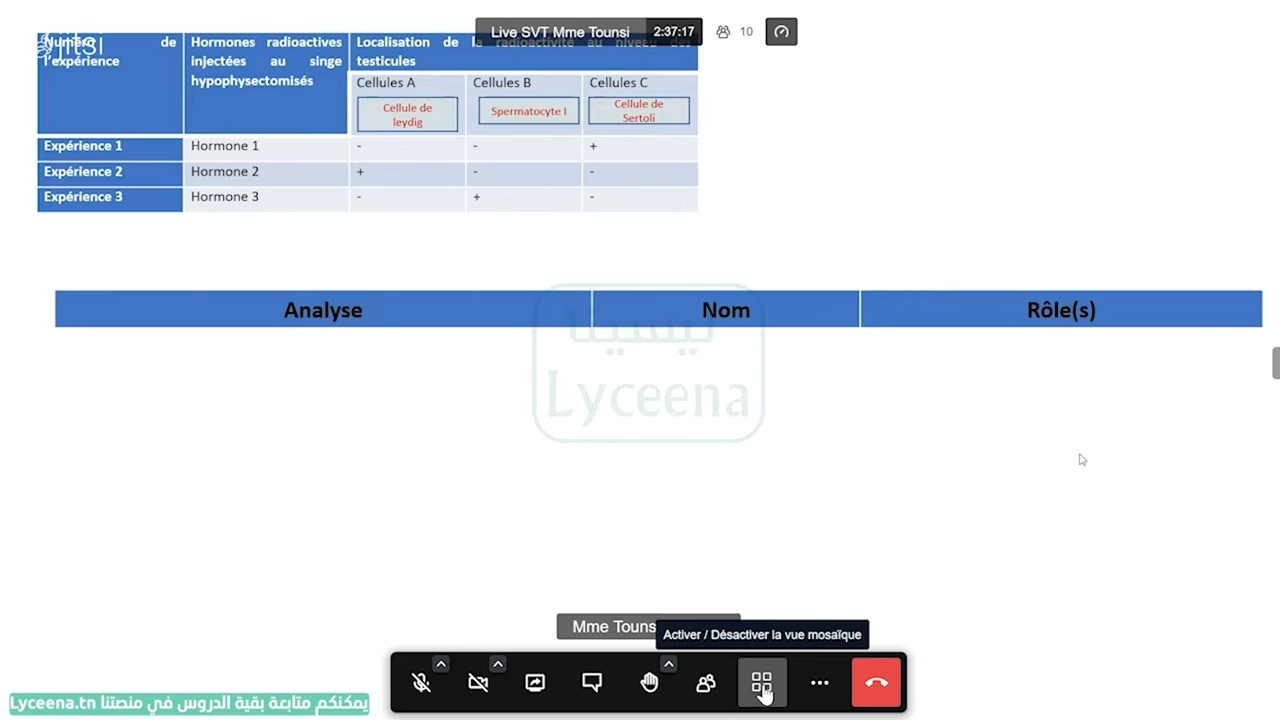 Live SVT Mme Tounsi 2:37:17 10
jitsi
Numéro de l'expérience
Hormones radioactives injectées au singe hypophysectomisés
Localisation de la radioactivité au niveau des testicules
Cellules A Cellules B Cellules C
Cellule de leydig
Spermatocyte I
Cellule de Sertoli
Expérience 1 Hormone 1 - - +
Expérience 2 Hormone 2 + - -
Expérience 3 Hormone 3 - + -
Analyse Nom Rôle(s)
ليسينا
Lyceena
Mme Touns
Activer / Désactiver la vue mosaïque
يمكنكم متابعة بقية الدروس في منصتنا Lyceena.tn